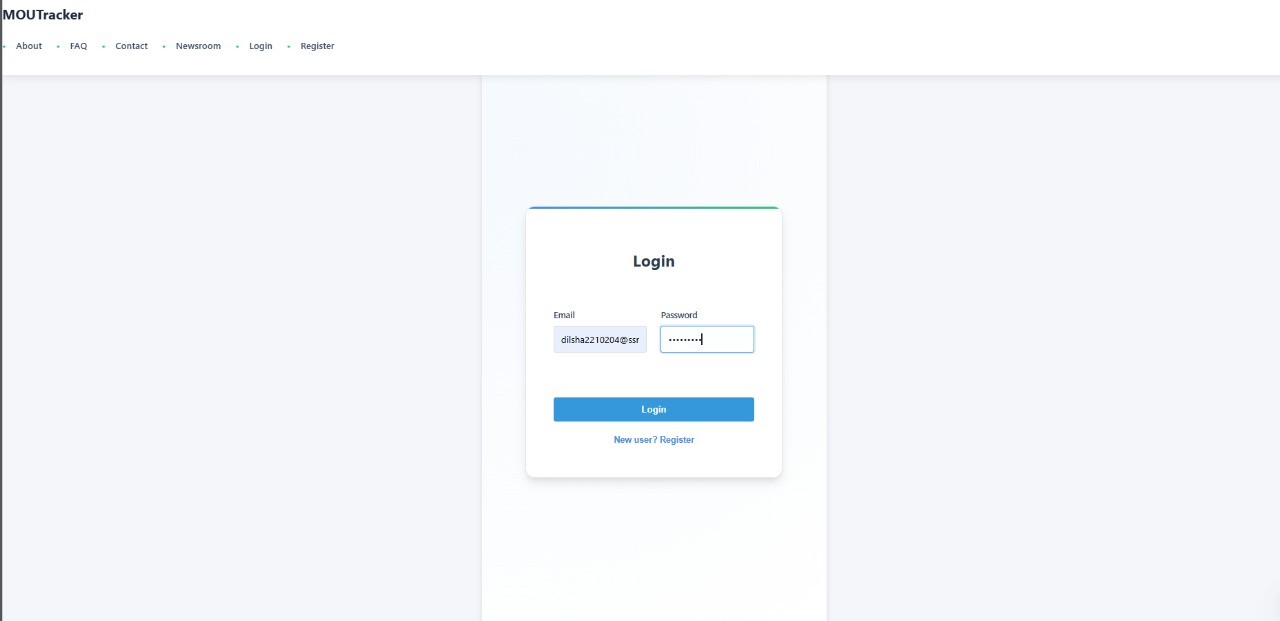 MOUTracker
About FAQ Contact Newsroom Login Register
Login
Email Password
dilsha2210204@ssr •••••••••
Login
New user? Register